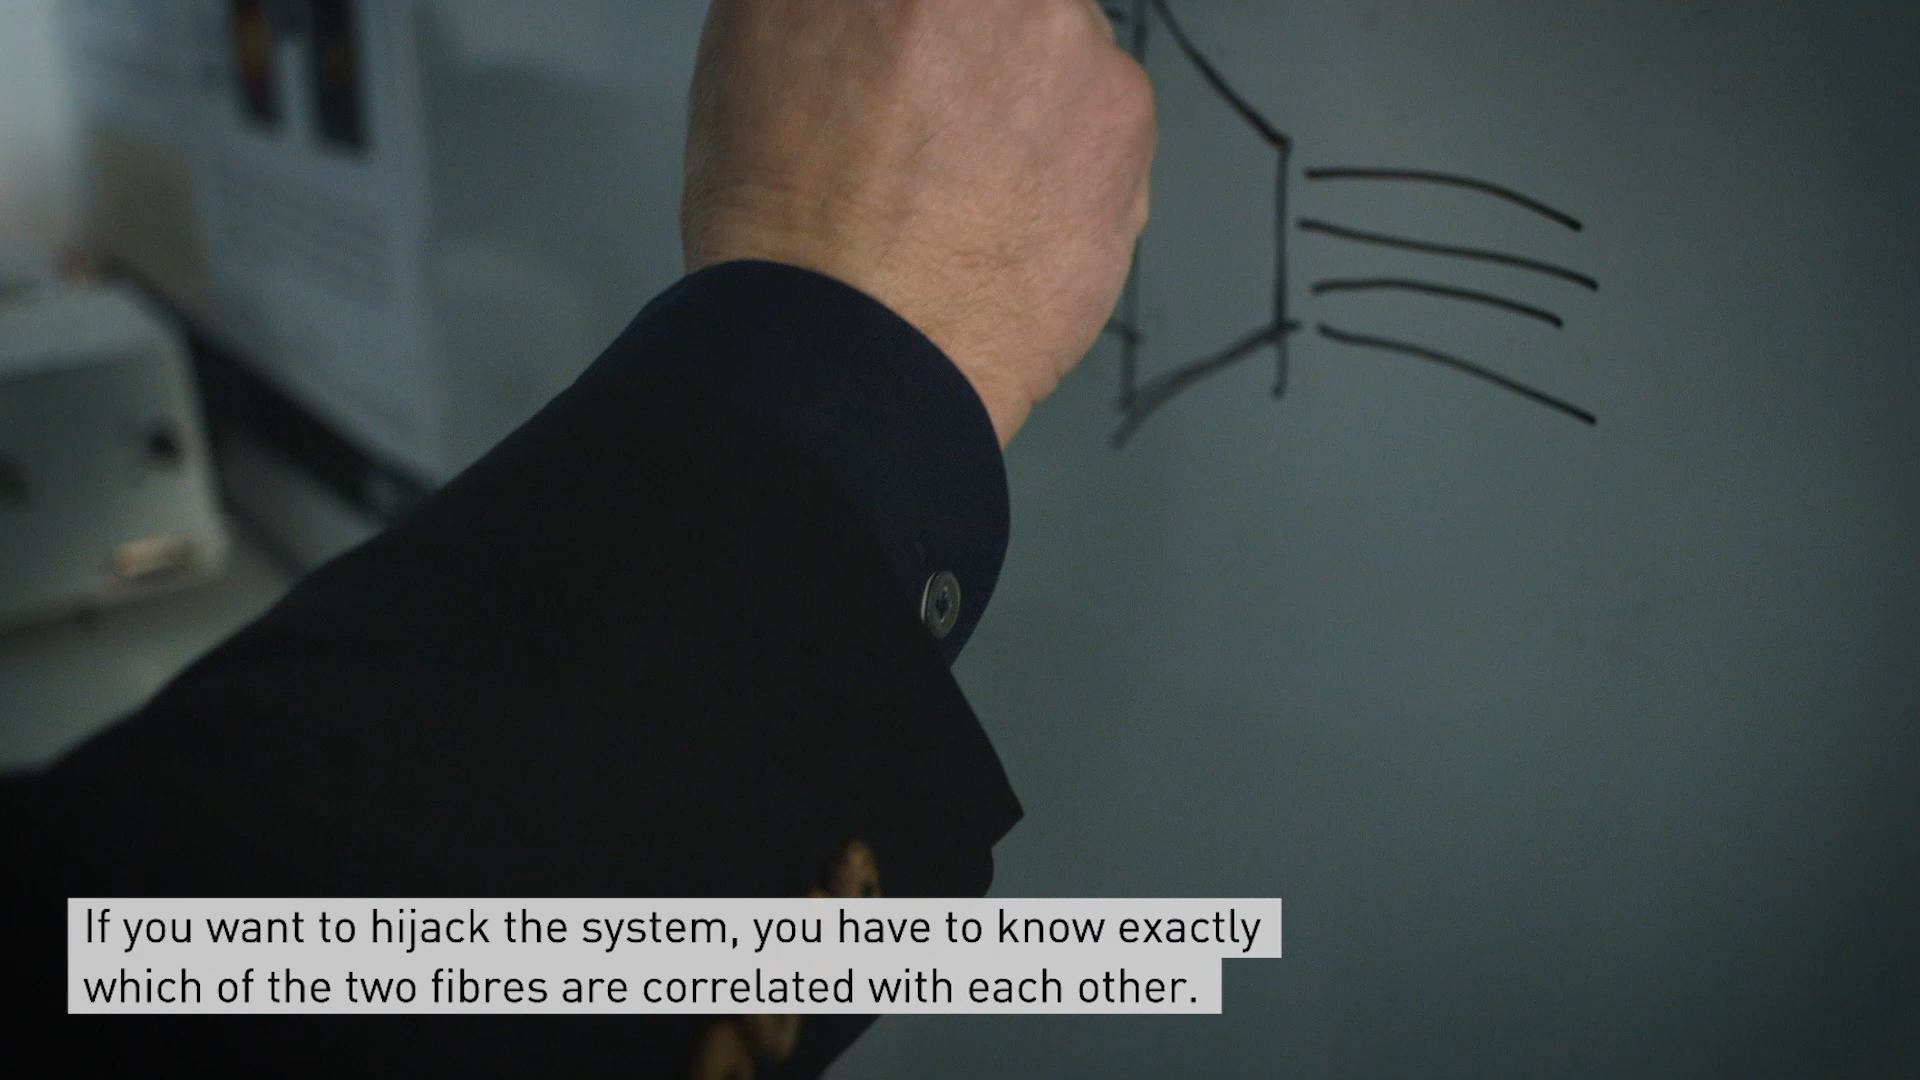 If you want to hijack the system, you have to know exactly
which of the two fibres are correlated with each other.